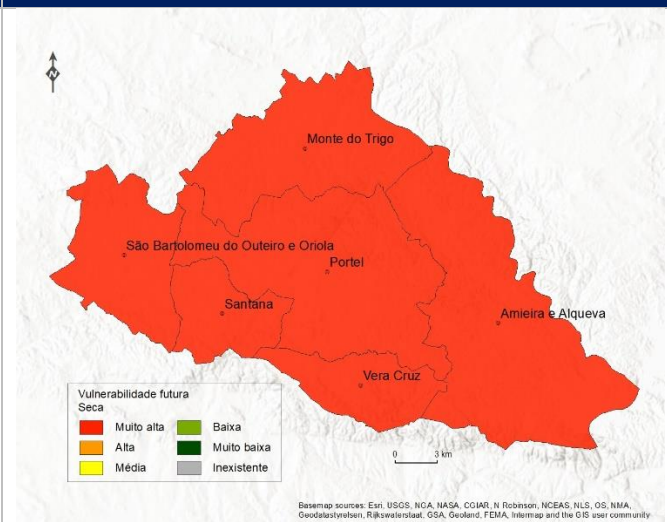 N
Monte do Trigo
São Bartolomeu do Outeiro e Oriola
Portel
Santana
Amieira e Alqueva
Vera Cruz
Vulnerabilidade futura
Seca
Muito alta
Baixa
Alta
Muito baixa
Média
Inexistente
0 3 km
Basemap sources: Esri, USGS, NGA, NASA, CGIAR, N Robinson, NCEAS, NLS, OS, NMA,
Geodatastyrelsen, Rijkswaterstaat, GSA, Geoland, FEMA, Intermap and the GIS user community